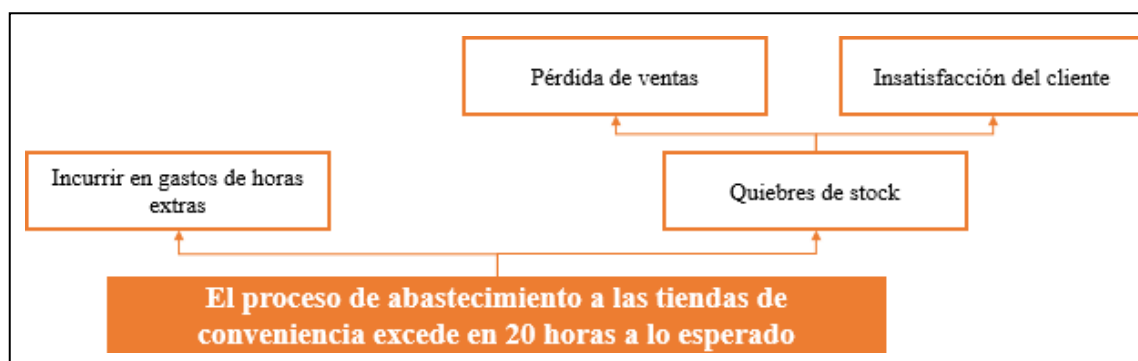 Pérdida de ventas
Insatisfacción del cliente
Incurrir en gastos de horas
extras
Quiebres de stock
El proceso de abastecimiento a las tiendas de
conveniencia excede en 20 horas a lo esperado